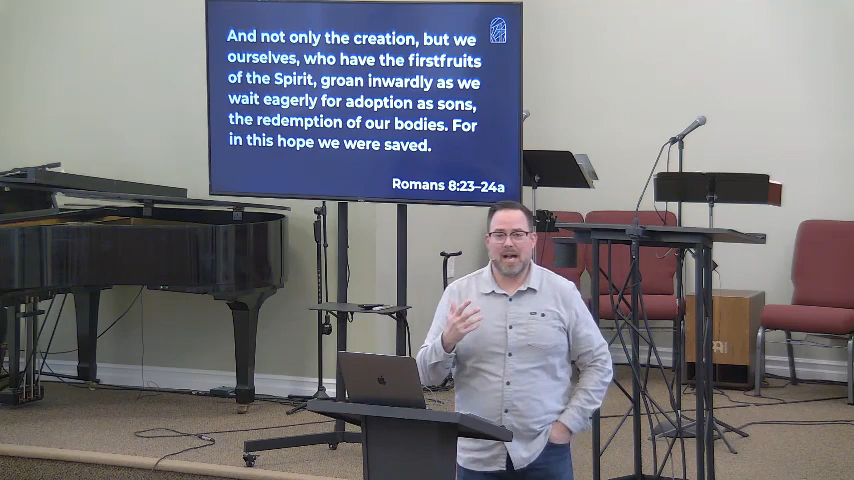 And not only the creation, but we
ourselves, who have the firstfruits
of the Spirit, groan inwardly as we
wait eagerly for adoption as sons,
the redemption of our bodies. For
in this hope we were saved.
Romans 8:23–24a